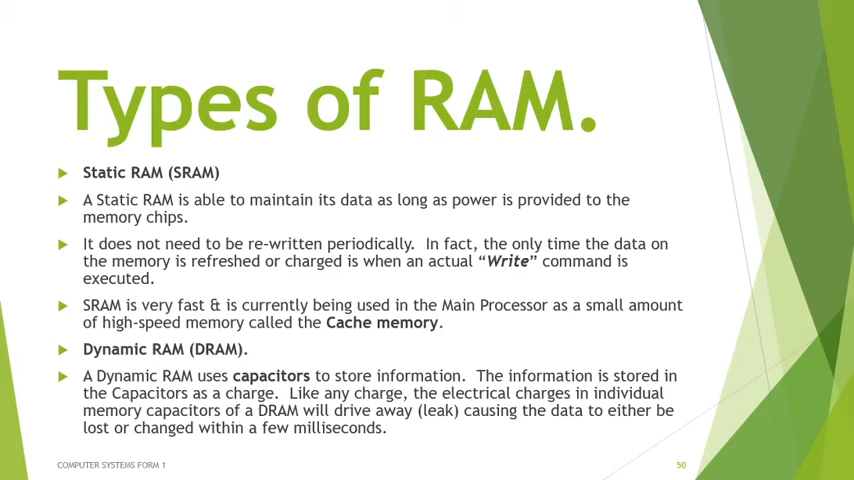 Types of RAM.
Static RAM (SRAM)
A Static RAM is able to maintain its data as long as power is provided to the
memory chips.
It does not need to be re-written periodically.  In fact, the only time the data on
the memory is refreshed or charged is when an actual “Write” command is
executed.
SRAM is very fast & is currently being used in the Main Processor as a small amount
of high-speed memory called the Cache memory.
Dynamic RAM (DRAM).
A Dynamic RAM uses capacitors to store information.  The information is stored in
the Capacitors as a charge.  Like any charge, the electrical charges in individual
memory capacitors of a DRAM will drive away (leak) causing the data to either be
lost or changed within a few milliseconds.
COMPUTER SYSTEMS FORM 1
50